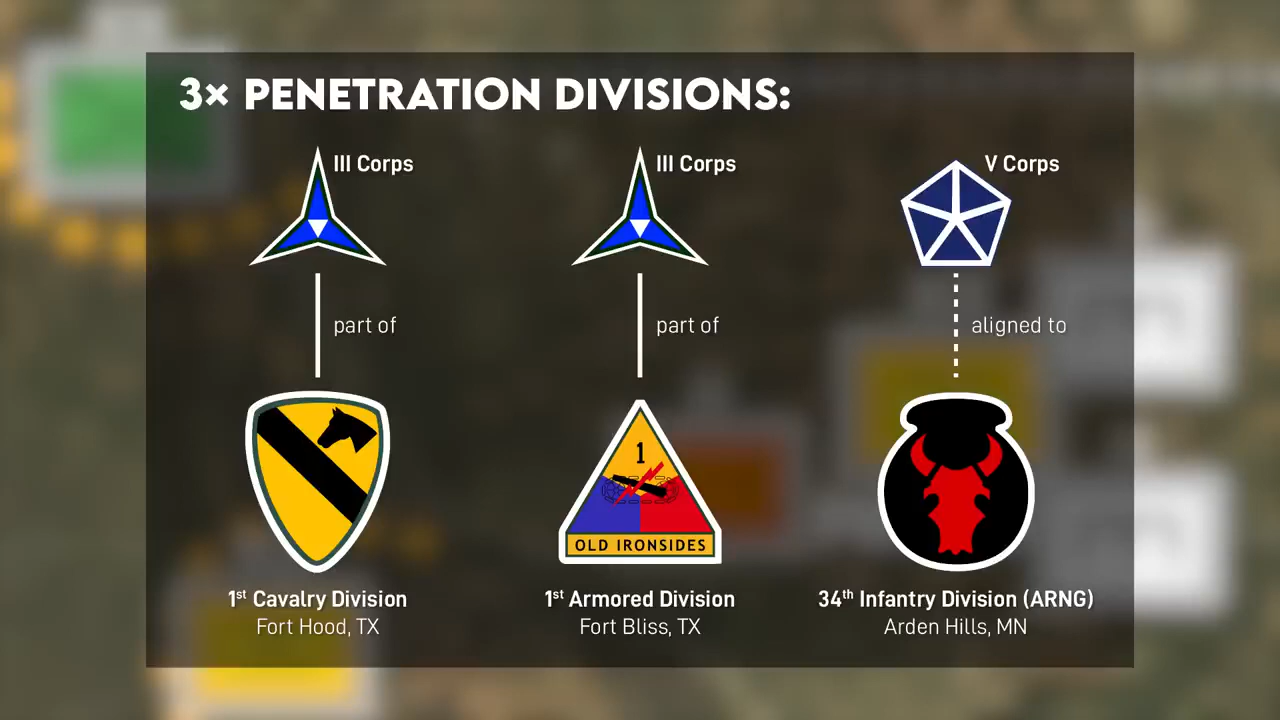 3× PENETRATION DIVISIONS:
III Corps
III Corps
V Corps
part of
part of
aligned to
1
OLD IRONSIDES
1st Cavalry Division
Fort Hood, TX
1st Armored Division
Fort Bliss, TX
34th Infantry Division (ARNG)
Arden Hills, MN